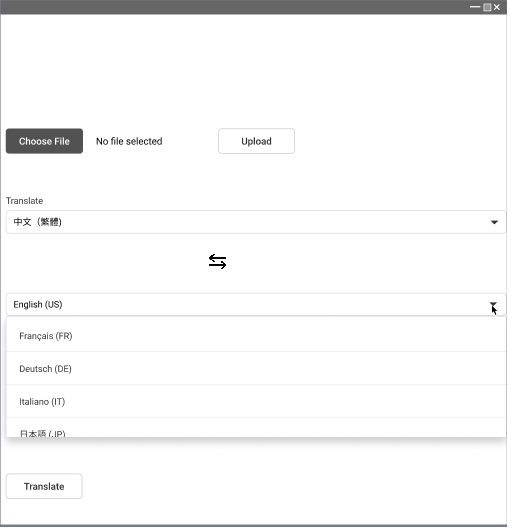 Choose File No file selected Upload
Translate
中文（繁體)
English (US)
Français (FR)
Deutsch (DE)
Italiano (IT)
日本語 (JP)
Translate